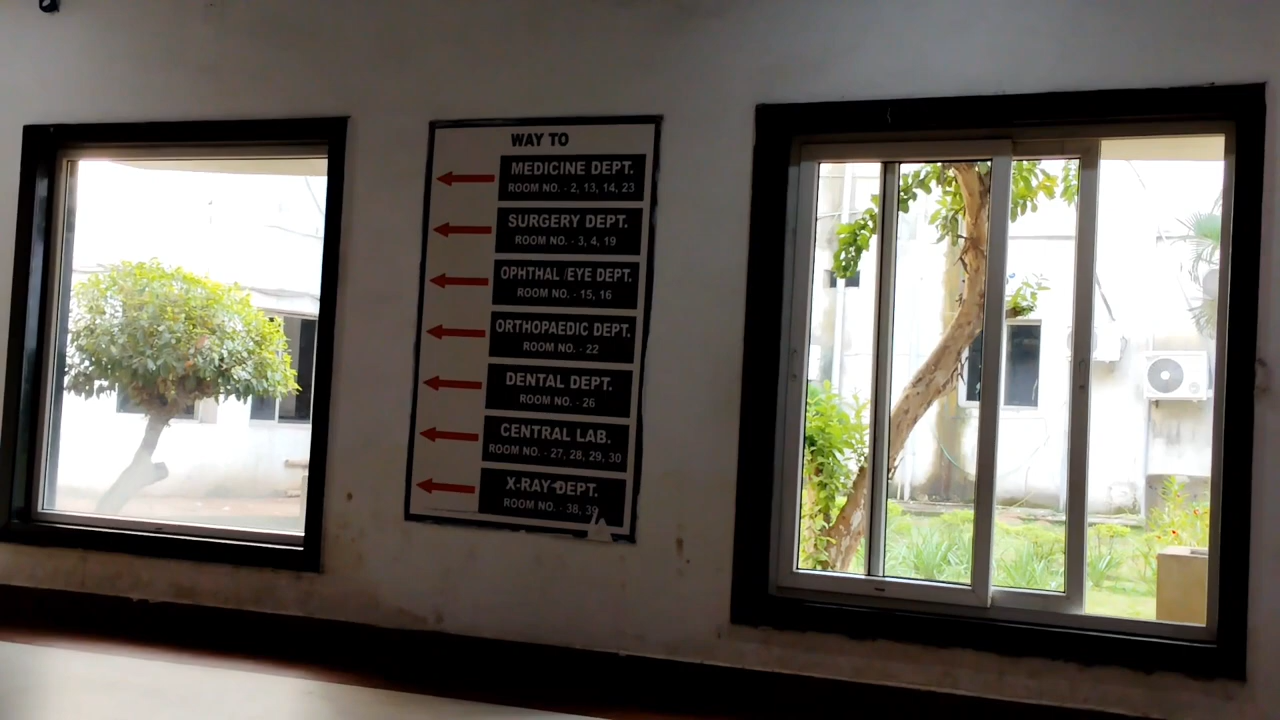 WAY TO
MEDICINE DEPT.
ROOM NO. - 2, 13, 14, 23
SURGERY DEPT.
ROOM NO. - 3, 4, 19
OPHTHAL /EYE DEPT.
ROOM NO. - 15, 16
ORTHOPAEDIC DEPT.
ROOM NO. - 22
DENTAL DEPT.
ROOM NO. - 26
CENTRAL LAB.
ROOM NO. - 27, 28, 29, 30
X-RAY DEPT.
ROOM NO. - 38, 39